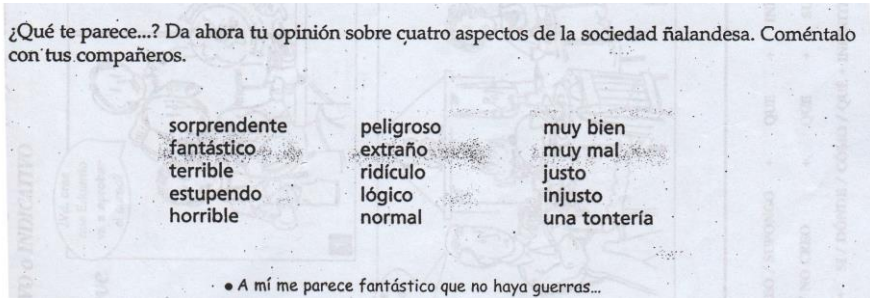 ¿Qué te parece...? Da ahora tu opinión sobre cuatro aspectos de la sociedad ñalandesa. Coméntalo
con tus compañeros.
sorprendente peligroso muy bien
fantástico extraño muy mal
terrible ridículo justo
estupendo lógico injusto
horrible normal una tontería
• A mí me parece fantástico que no haya guerras...